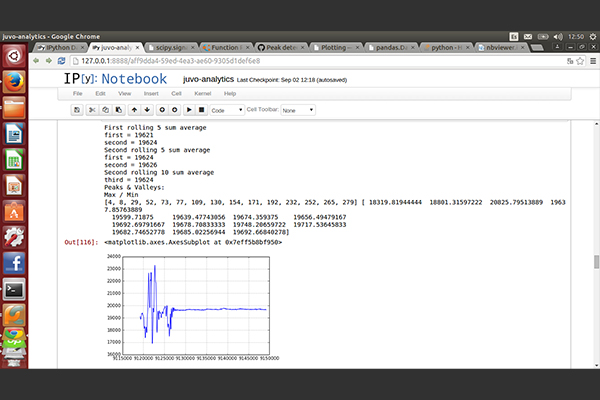 juvo-analytics - Google Chrome
Es
12:50
IPython Da
juvo-analy
scipy.sign
Function
Peak dete
Plotting —
pandas.Da
python - H
nbviewer
127.0.0.1:8888/aff9dda4-59ed-4ea3-ae60-9305d1def6e8
IP[y]: Notebook
juvo-analytics Last Checkpoint: Sep 02 12:18 (autosaved)
File Edit View Insert Cell Kernel Help
Code Cell Toolbar: None
First rolling 5 sum average
first = 19621
second = 19624
Second rolling 5 sum average
first = 19624
second = 19626
Second rolling 10 sum average
third = 19624
Peaks & Valleys:
Max / Min
[4, 8, 29, 52, 73, 77, 109, 130, 154, 171, 192, 232, 252, 265, 279] [ 18319.81944444 18801.31597222 20825.79513889 1963
7.85763889
19599.71875 19639.47743056 19674.359375 19656.49479167
19692.69791667 19678.70833333 19748.20659722 19717.53645833
19682.74652778 19685.02256944 19692.66840278]
Out[116]: <matplotlib.axes.AxesSubplot at 0x7eff5b8bf950>
24000
23000
22000
21000
20000
19000
18000
17000
16000
9115000 9120000 9125000 9130000 9135000 9140000 9145000 9150000